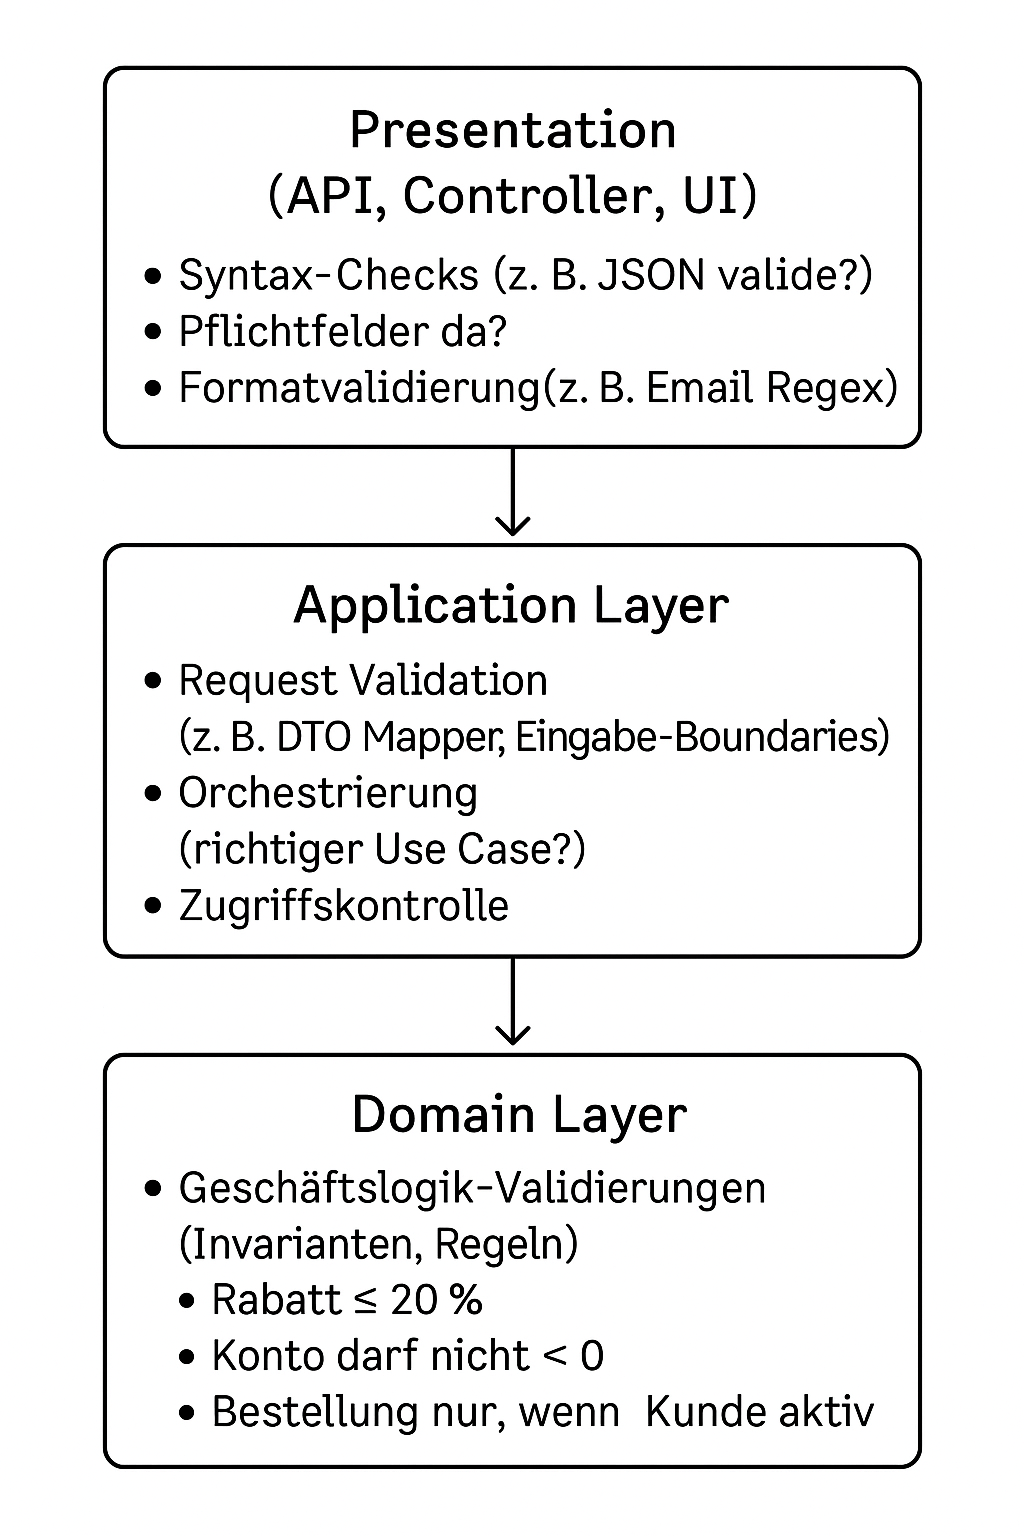 Presentation
(API, Controller, UI)
• Syntax-Checks (z. B. JSON valide?)
• Pflichtfelder da?
• Formatvalidierung(z. B. Email Regex)
Application Layer
• Request Validation
(z. B. DTO Mapper, Eingabe-Boundaries)
• Orchestrierung
(richtiger Use Case?)
• Zugriffskontrolle
Domain Layer
• Geschäftslogik-Validierungen
(Invarianten, Regeln)
• Rabatt ≤ 20 %
• Konto darf nicht < 0
• Bestellung nur, wenn Kunde aktiv